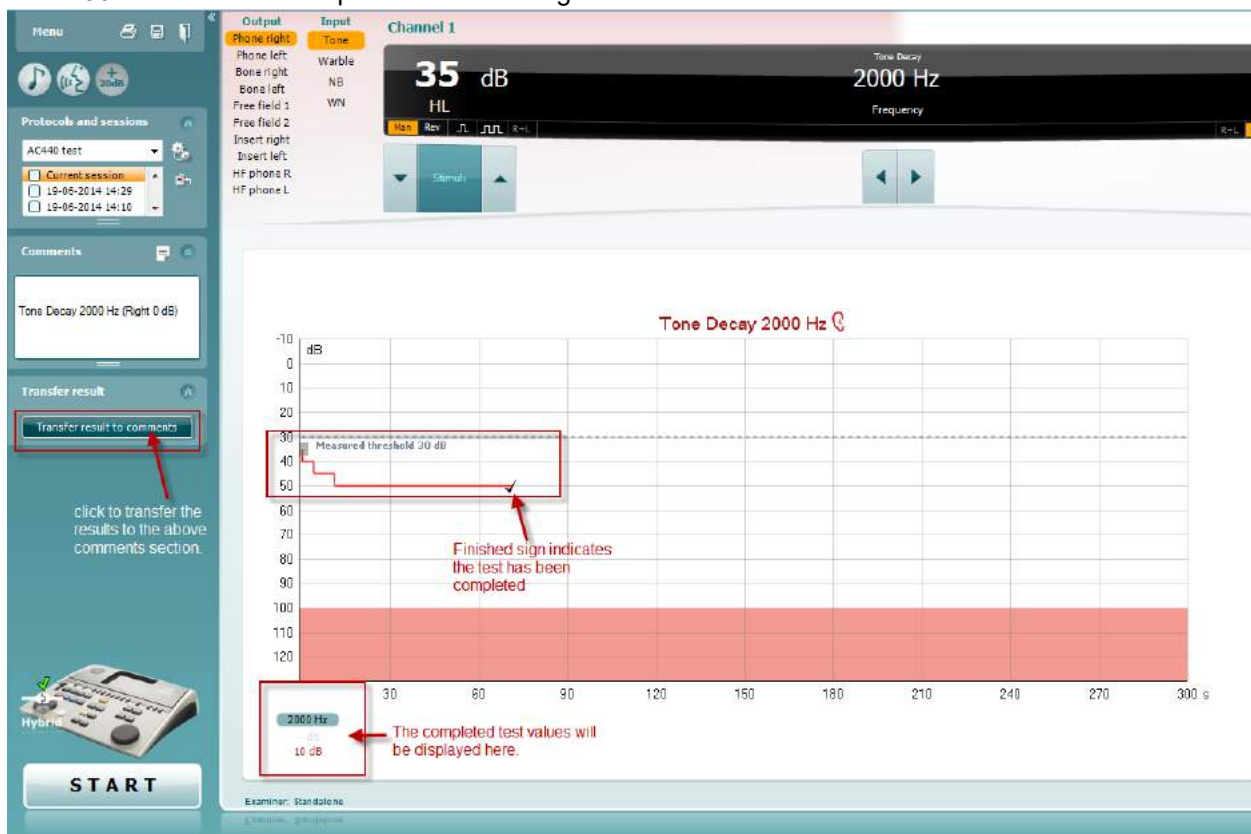 Menu
Protocols and sessions
AC440 test
Current session
19-06-2014 14:29
19-06-2014 14:10
Comments
Tone Decay 2000 Hz (Right 0 dB)
Transfer result
Transfer result to comments
click to transfer the
results to the above
comments section.
Hybrid
START
Output
Phone right
Phone left
Bone right
Bone left
Free field 1
Free field 2
Insert right
Insert left
HF phone R
HF phone L
Input
Tone
Warble
NB
WN
Channel 1
35 dB
HL
Tone Decay
2000 Hz
Frequency
Man Rev R+L
R+L
Stimuli
Tone Decay 2000 Hz
dB
-10
0
10
20
30
40
50
60
70
80
90
100
110
120
Measured threshold 30 dB
Finished sign indicates
the test has been
completed
30 60 90 120 150 180 210 240 270 300 s
2000 Hz
- dB
10 dB
The completed test values will
be displayed here.
Examiner: Standalone